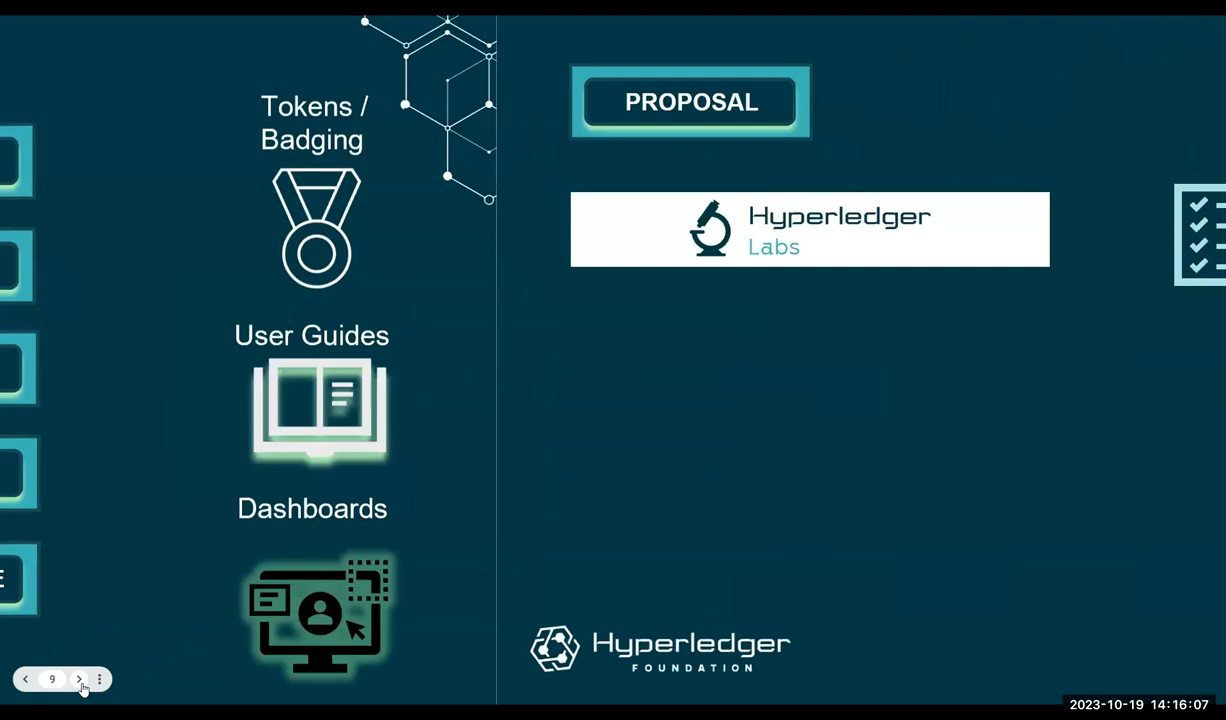 Tokens /
Badging
User Guides
Dashboards
E
PROPOSAL
Hyperledger
Labs
Hyperledger
FOUNDATION
9
2023-10-19 14:16:07